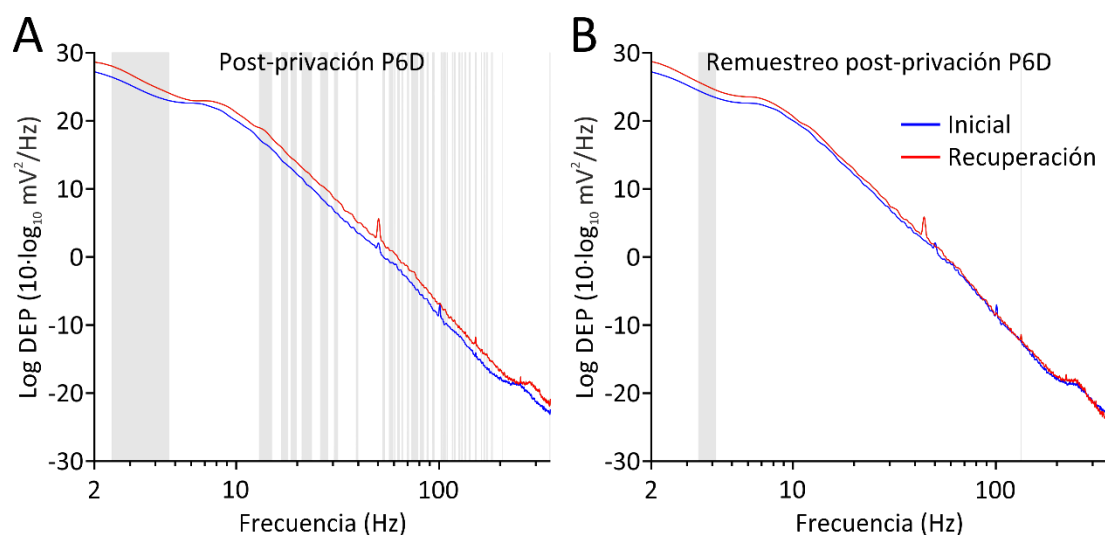 A
Post-privación P6D
Log DEP (10·log₁₀ mV²/Hz)
30
20
10
0
-10
-20
-30
2
10
100
Frecuencia (Hz)
B
Remuestreo post-privación P6D
Inicial
Recuperación
Log DEP (10·log₁₀ mV²/Hz)
30
20
10
0
-10
-20
-30
2
10
100
Frecuencia (Hz)